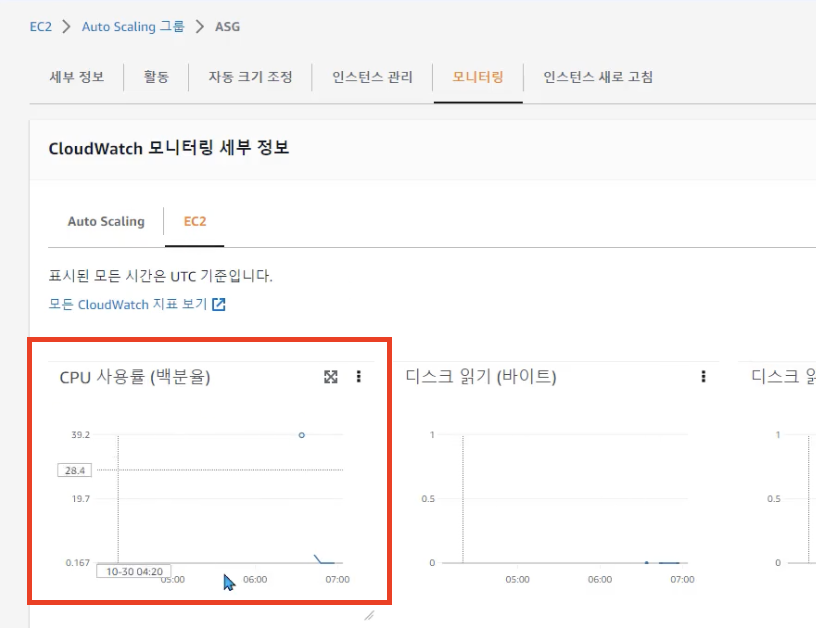 EC2 > Auto Scaling 그룹 > ASG
세부 정보 활동 자동 크기 조정 인스턴스 관리 모니터링 인스턴스 새로 고침
CloudWatch 모니터링 세부 정보
Auto Scaling EC2
표시된 모든 시간은 UTC 기준입니다.
모든 CloudWatch 지표 보기
CPU 사용률 (백분율)
39.2
28.4
19.7
0.167
10-30 04:20
05:00 06:00 07:00
디스크 읽기 (바이트)
1
0.5
0
05:00 06:00 07:00
디스크
1
0.5
0